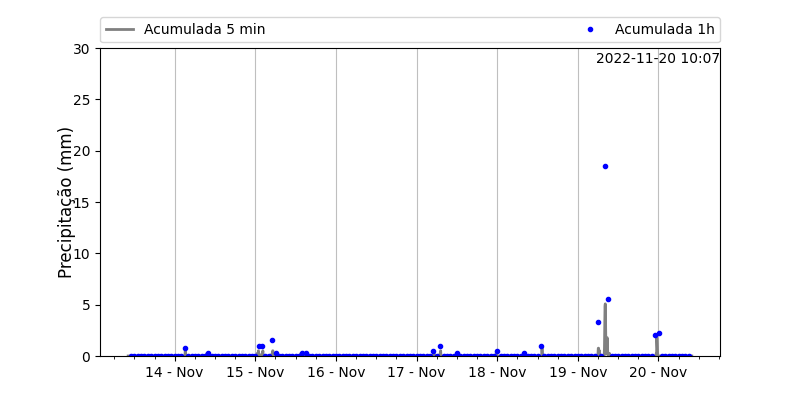 Acumulada 5 min
Acumulada 1h
2022-11-20 10:07
Precipitação (mm)
30
25
20
15
10
5
0
14 - Nov
15 - Nov
16 - Nov
17 - Nov
18 - Nov
19 - Nov
20 - Nov